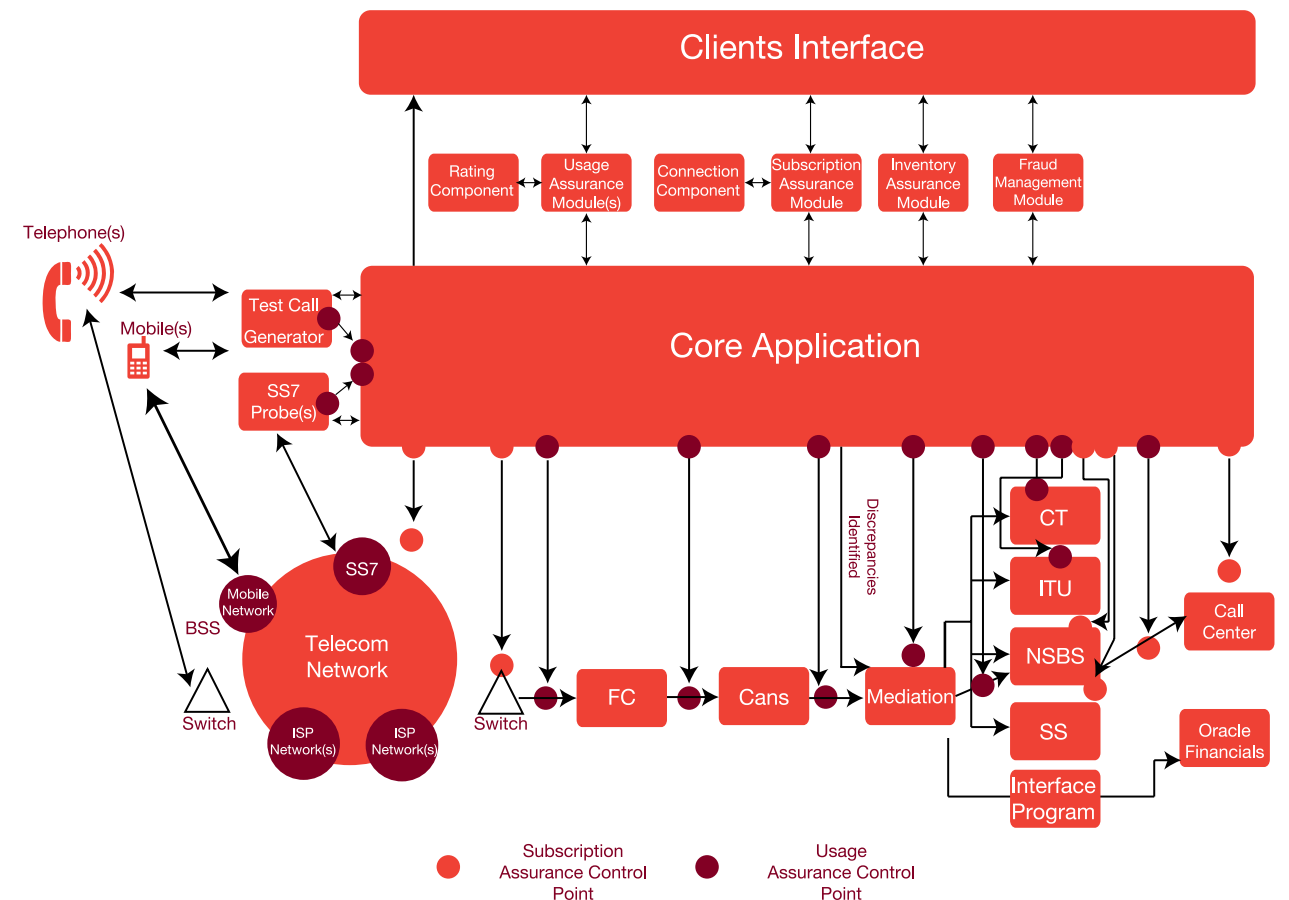 Clients Interface
Rating
Component
Usage
Assurance
Module(s)
Connection
Component
Subscription
Assurance
Module
Inventory
Assurance
Module
Fraud
Management
Module
Telephone(s)
Mobile(s)
Test Call
Generator
SS7
Probe(s)
Core Application
Discrepancies
Identified
CT
ITU
NSBS
SS
Interface
Program
Call
Center
Oracle
Financials
SS7
Mobile
Network
BSS
Telecom
Network
Switch
ISP
Network(s)
ISP
Network(s)
Switch
FC
Cans
Mediation
Subscription
Assurance Control
Point
Usage
Assurance Control
Point